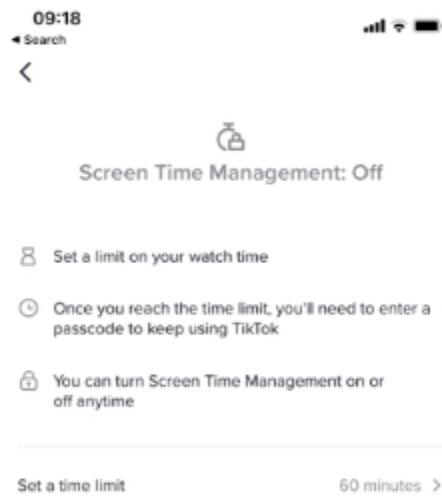 09:18
◀ Search
Screen Time Management: Off
Set a limit on your watch time
Once you reach the time limit, you'll need to enter a
passcode to keep using TikTok
You can turn Screen Time Management on or
off anytime
Set a time limit 60 minutes